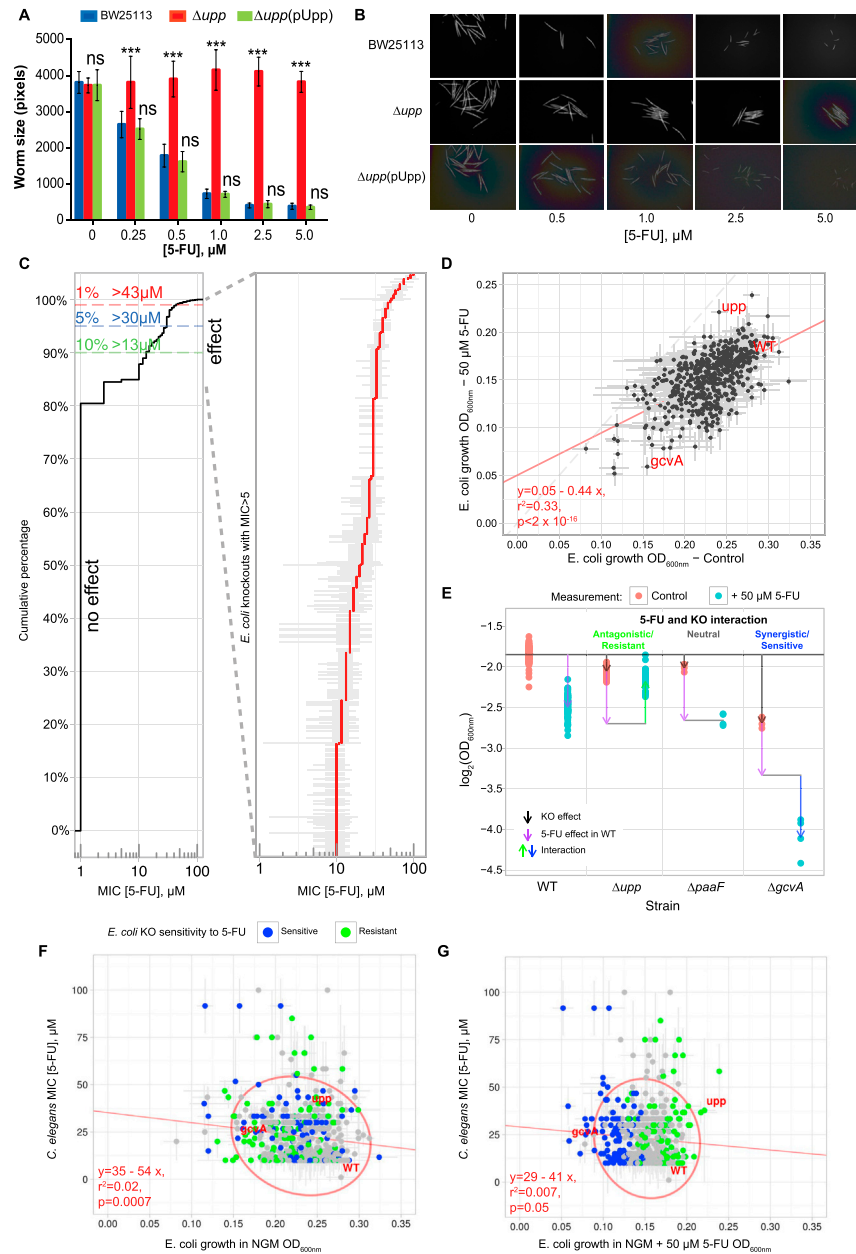 A
BW25113 Δupp Δupp(pUpp)
Worm size (pixels)
5000
4000
3000
2000
1000
0
ns *** *** *** *** ***
ns ns ns ns ns
0 0.25 0.5 1.0 2.5 5.0
[5-FU], μM
B
BW25113
Δupp
Δupp(pUpp)
0 0.5 1.0 2.5 5.0
[5-FU], μM
C
Cumulative percentage
100%
90%
80%
70%
60%
50%
40%
30%
20%
10%
0%
1% >43μM
5% >30μM
10% >13μM
effect
no effect
1 10 100
MIC [5-FU], μM
E. coli knockouts with MIC>5
1 10 100
MIC [5-FU], μM
D
E. coli growth OD600nm − 50 μM 5-FU
0.25
0.20
0.15
0.10
0.05
0.00
upp
WT
gcvA
y=0.05 - 0.44 x,
r2=0.33,
p<2 x 10-16
0.00 0.05 0.10 0.15 0.20 0.25 0.30 0.35
E. coli growth OD600nm − Control
E
Measurement: Control + 50 μM 5-FU
5-FU and KO interaction
Antagonistic/ Neutral Synergistic/
Resistant Sensitive
log2(OD600nm)
−1.5
−2.0
−2.5
−3.0
−3.5
−4.0
−4.5
KO effect
5-FU effect in WT
Interaction
WT Δupp ΔpaaF ΔgcvA
Strain
E. coli KO sensitivity to 5-FU Sensitive Resistant
F
C. elegans MIC [5-FU], μM
100
75
50
25
0
upp
gcvA
WT
y=35 - 54 x,
r2=0.02,
p=0.0007
0.00 0.05 0.10 0.15 0.20 0.25 0.30 0.35
E. coli growth in NGM OD600nm
G
C. elegans MIC [5-FU], μM
100
75
50
25
0
upp
gcvA
WT
y=29 - 41 x,
r2=0.007,
p=0.05
0.00 0.05 0.10 0.15 0.20 0.25 0.30 0.35
E. coli growth in NGM + 50 μM 5-FU OD600nm